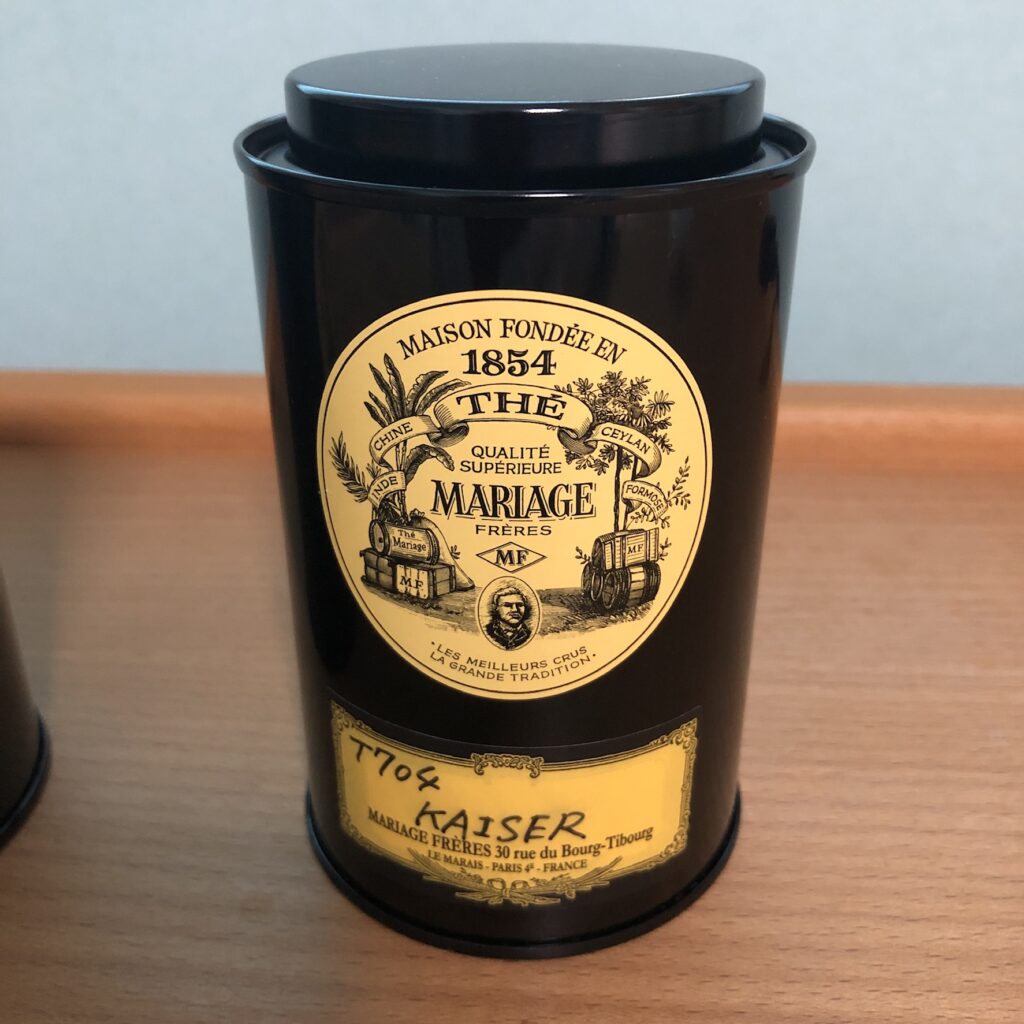 MAISON FONDÉE EN
1854
THÉ
CHINE
CEYLAN
INDE
FORMOSE
QUALITÉ
SUPÉRIEURE
MARIAGE
FRÈRES
MF
Thé
Mariage
MF
MF
·LES MEILLEURS CRUS
LA GRANDE TRADITION·
T704
KAISER
MARIAGE FRÈRES 30 rue du Bourg-Tibourg
LE MARAIS - PARIS 4E - FRANCE